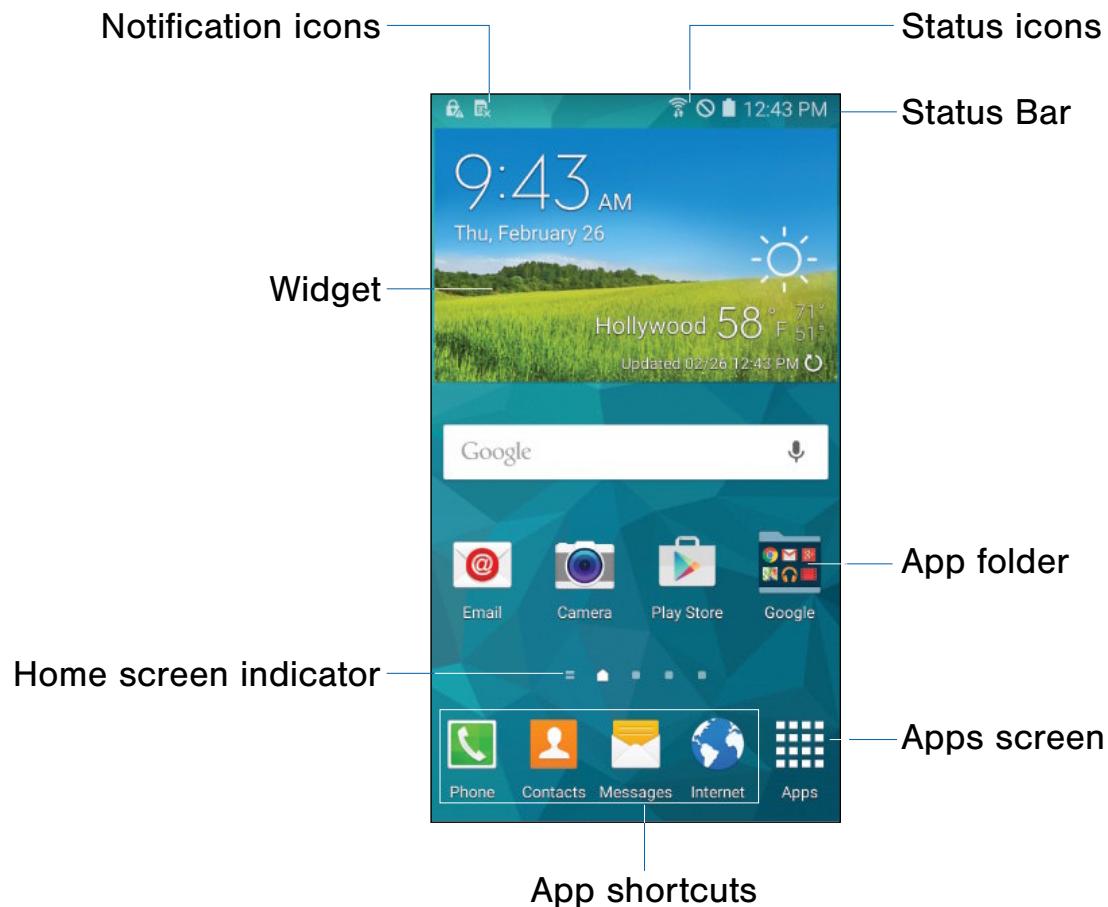 Notification icons
Status icons
12:43 PM
Status Bar
9:43 AM
Thu, February 26
Widget
Hollywood 58 °F 71° 51°
Updated 02/26 12:43 PM
Google
App folder
Email Camera Play Store Google
Home screen indicator
Apps screen
Phone Contacts Messages Internet Apps
App shortcuts